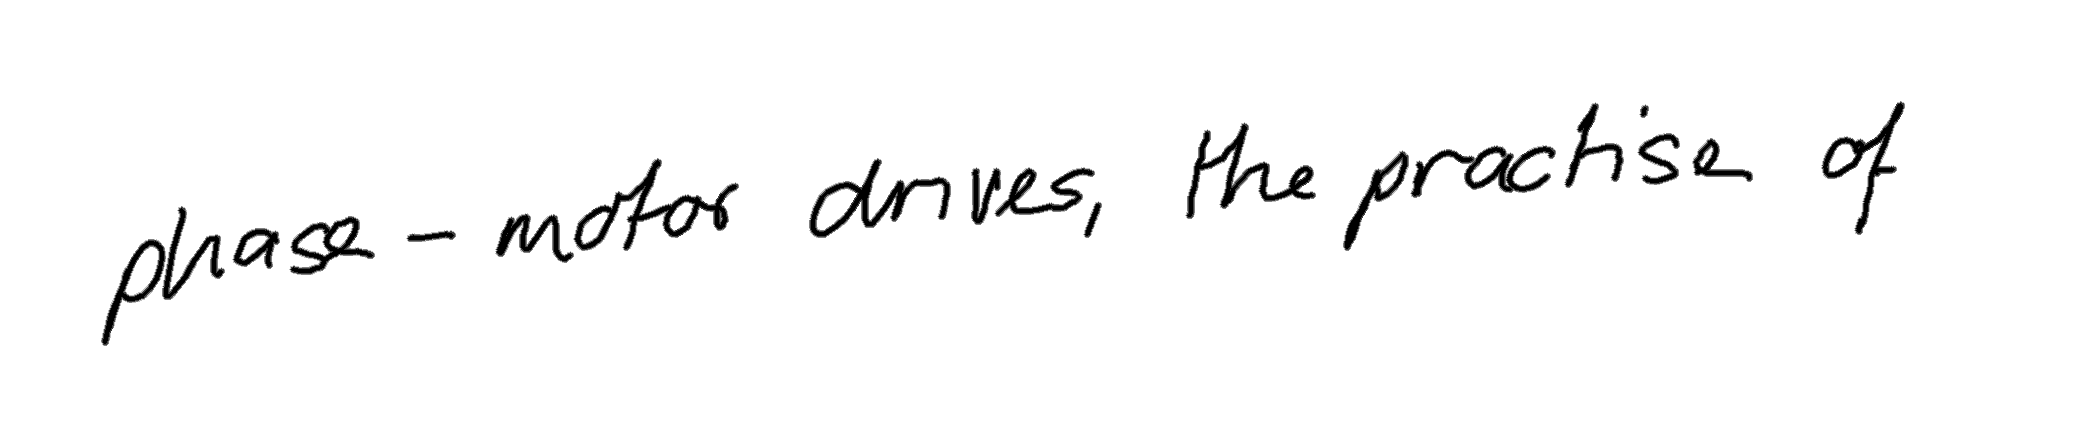 phase-motor drives, the practise of